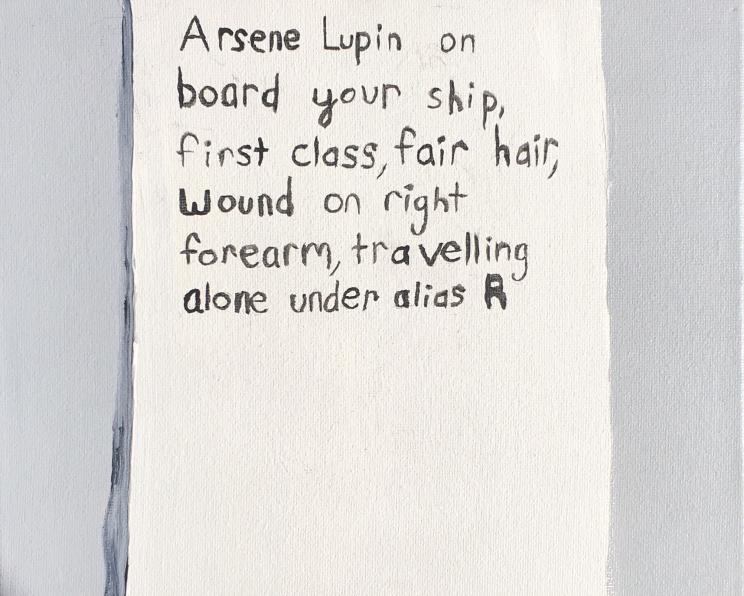 Arsene Lupin on
board your ship,
first class, fair hair,
wound on right
forearm, travelling
alone under alias R